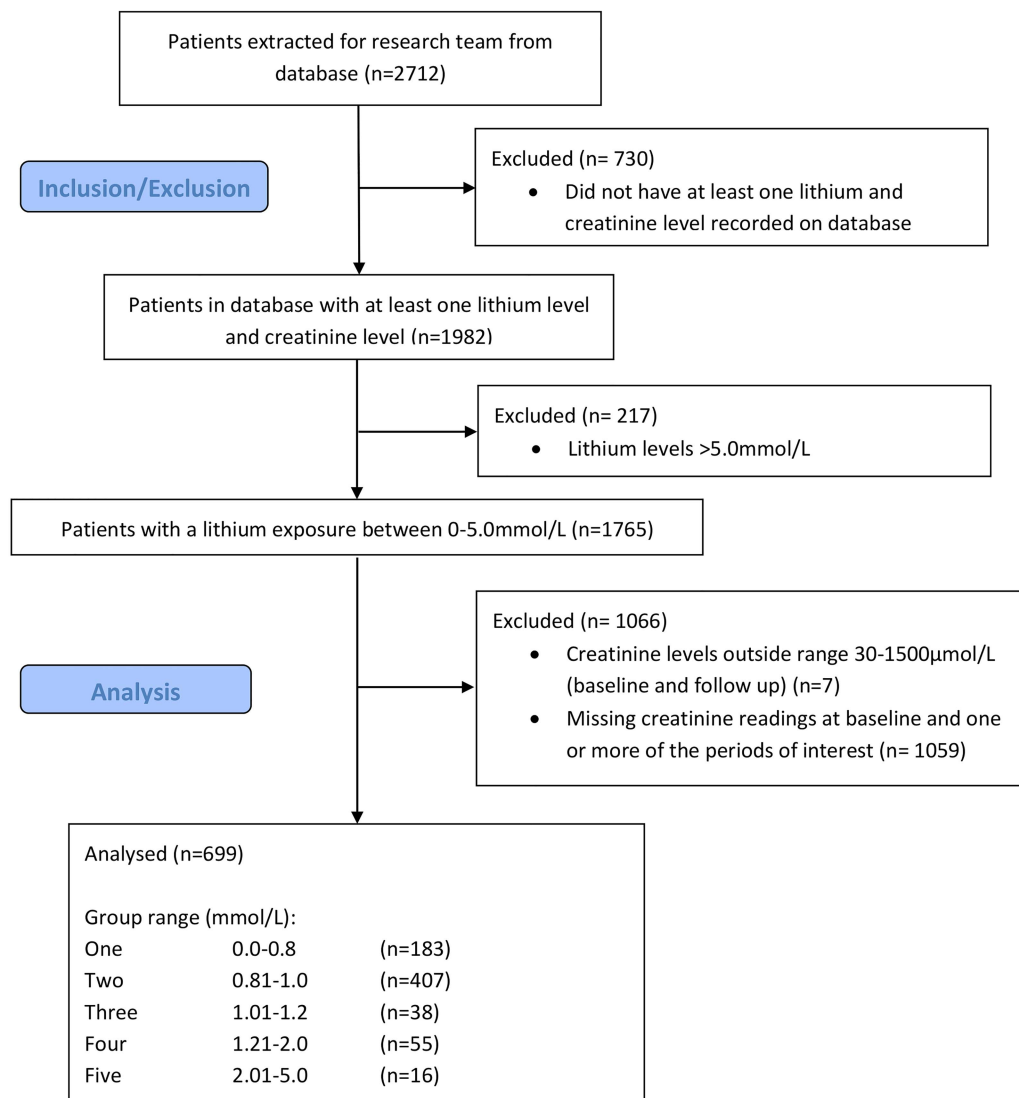 Patients extracted for research team from
database (n=2712)
Inclusion/Exclusion
Excluded (n= 730)
• Did not have at least one lithium and
creatinine level recorded on database
Patients in database with at least one lithium level
and creatinine level (n=1982)
Excluded (n= 217)
• Lithium levels >5.0mmol/L
Patients with a lithium exposure between 0-5.0mmol/L (n=1765)
Excluded (n= 1066)
• Creatinine levels outside range 30-1500μmol/L
(baseline and follow up) (n=7)
• Missing creatinine readings at baseline and one
or more of the periods of interest (n= 1059)
Analysis
Analysed (n=699)
Group range (mmol/L):
One 0.0-0.8 (n=183)
Two 0.81-1.0 (n=407)
Three 1.01-1.2 (n=38)
Four 1.21-2.0 (n=55)
Five 2.01-5.0 (n=16)